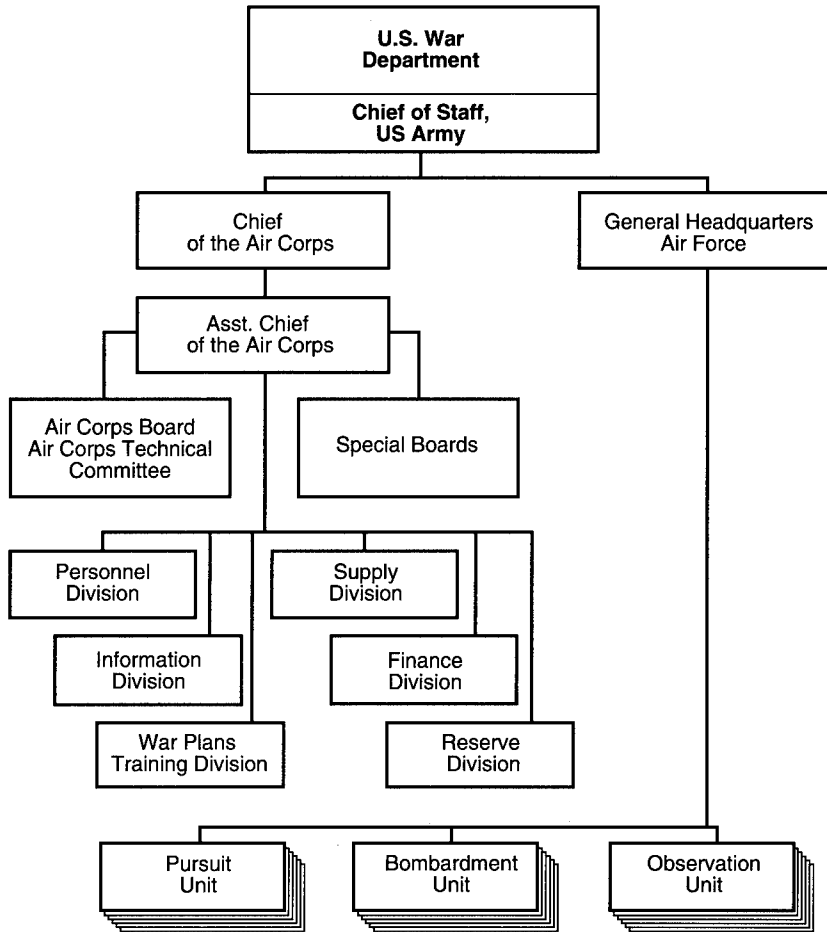 U.S. War
Department
Chief of Staff,
US Army
Chief
of the Air Corps
General Headquarters
Air Force
Asst. Chief
of the Air Corps
Air Corps Board
Air Corps Technical
Committee
Special Boards
Personnel
Division
Supply
Division
Information
Division
Finance
Division
War Plans
Training Division
Reserve
Division
Pursuit
Unit
Bombardment
Unit
Observation
Unit